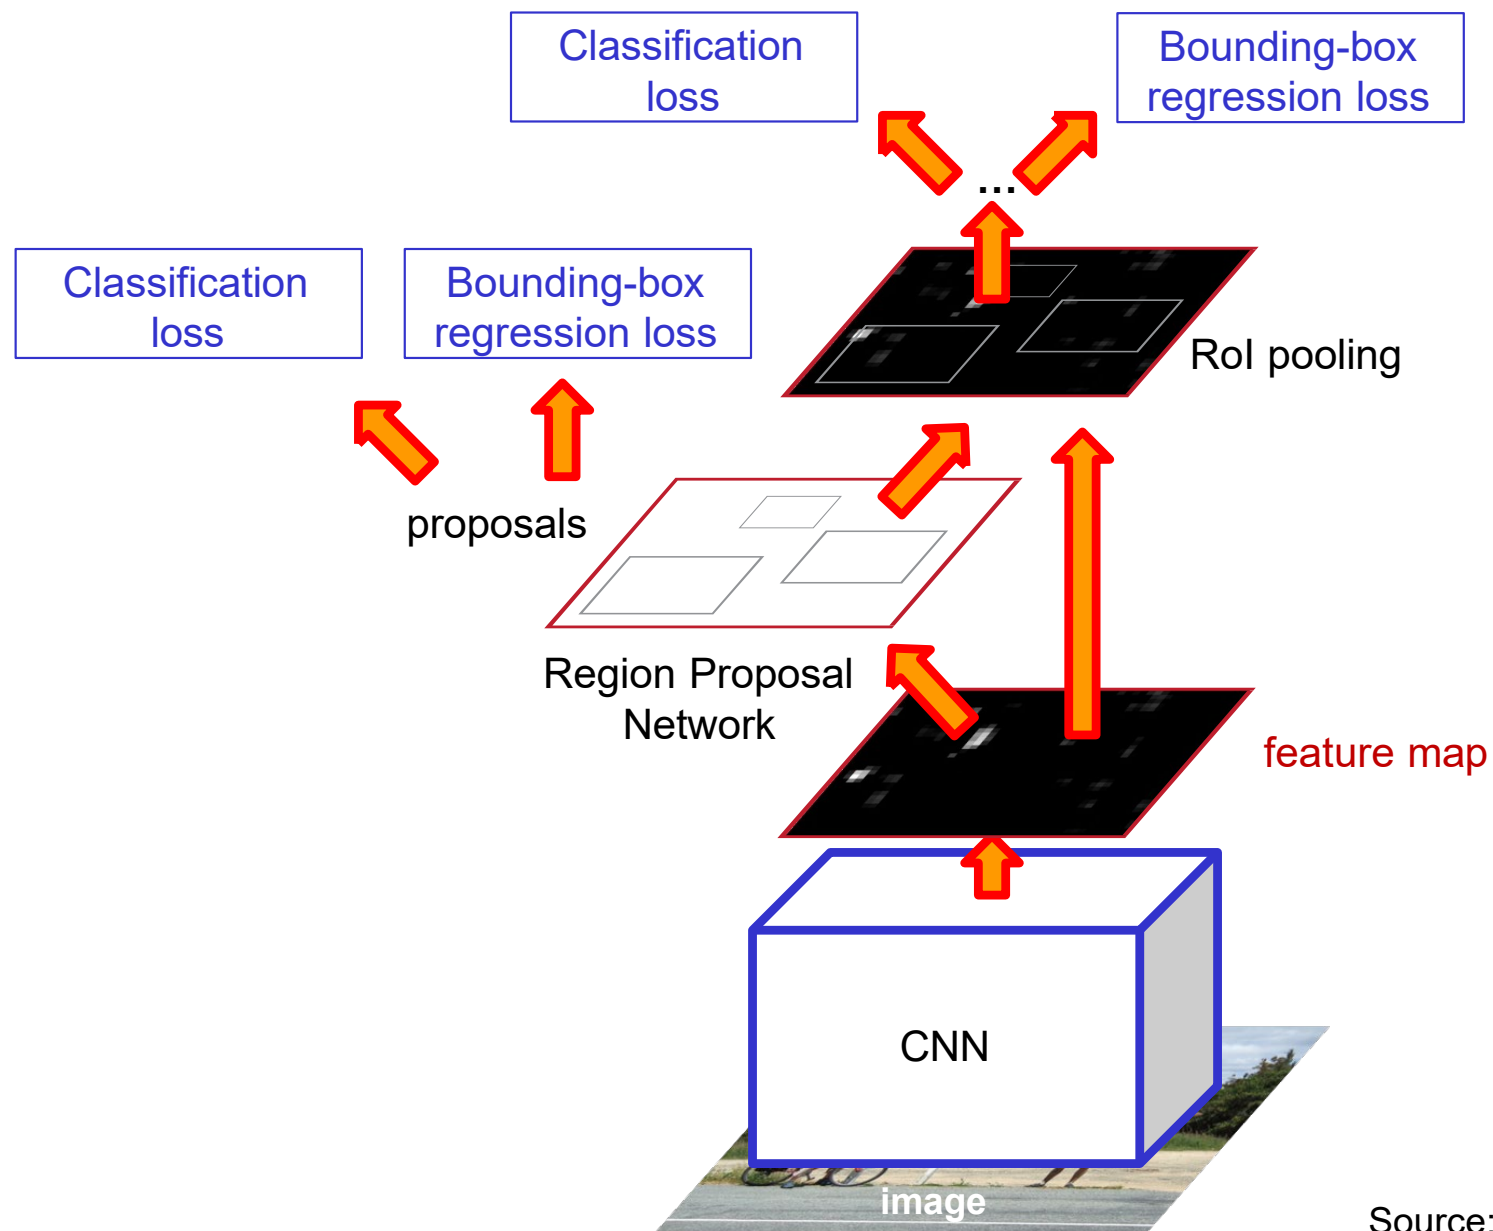 Classification
loss
Bounding-box
regression loss
...
Classification
loss
Bounding-box
regression loss
RoI pooling
proposals
Region Proposal
Network
feature map
CNN
image
Source: